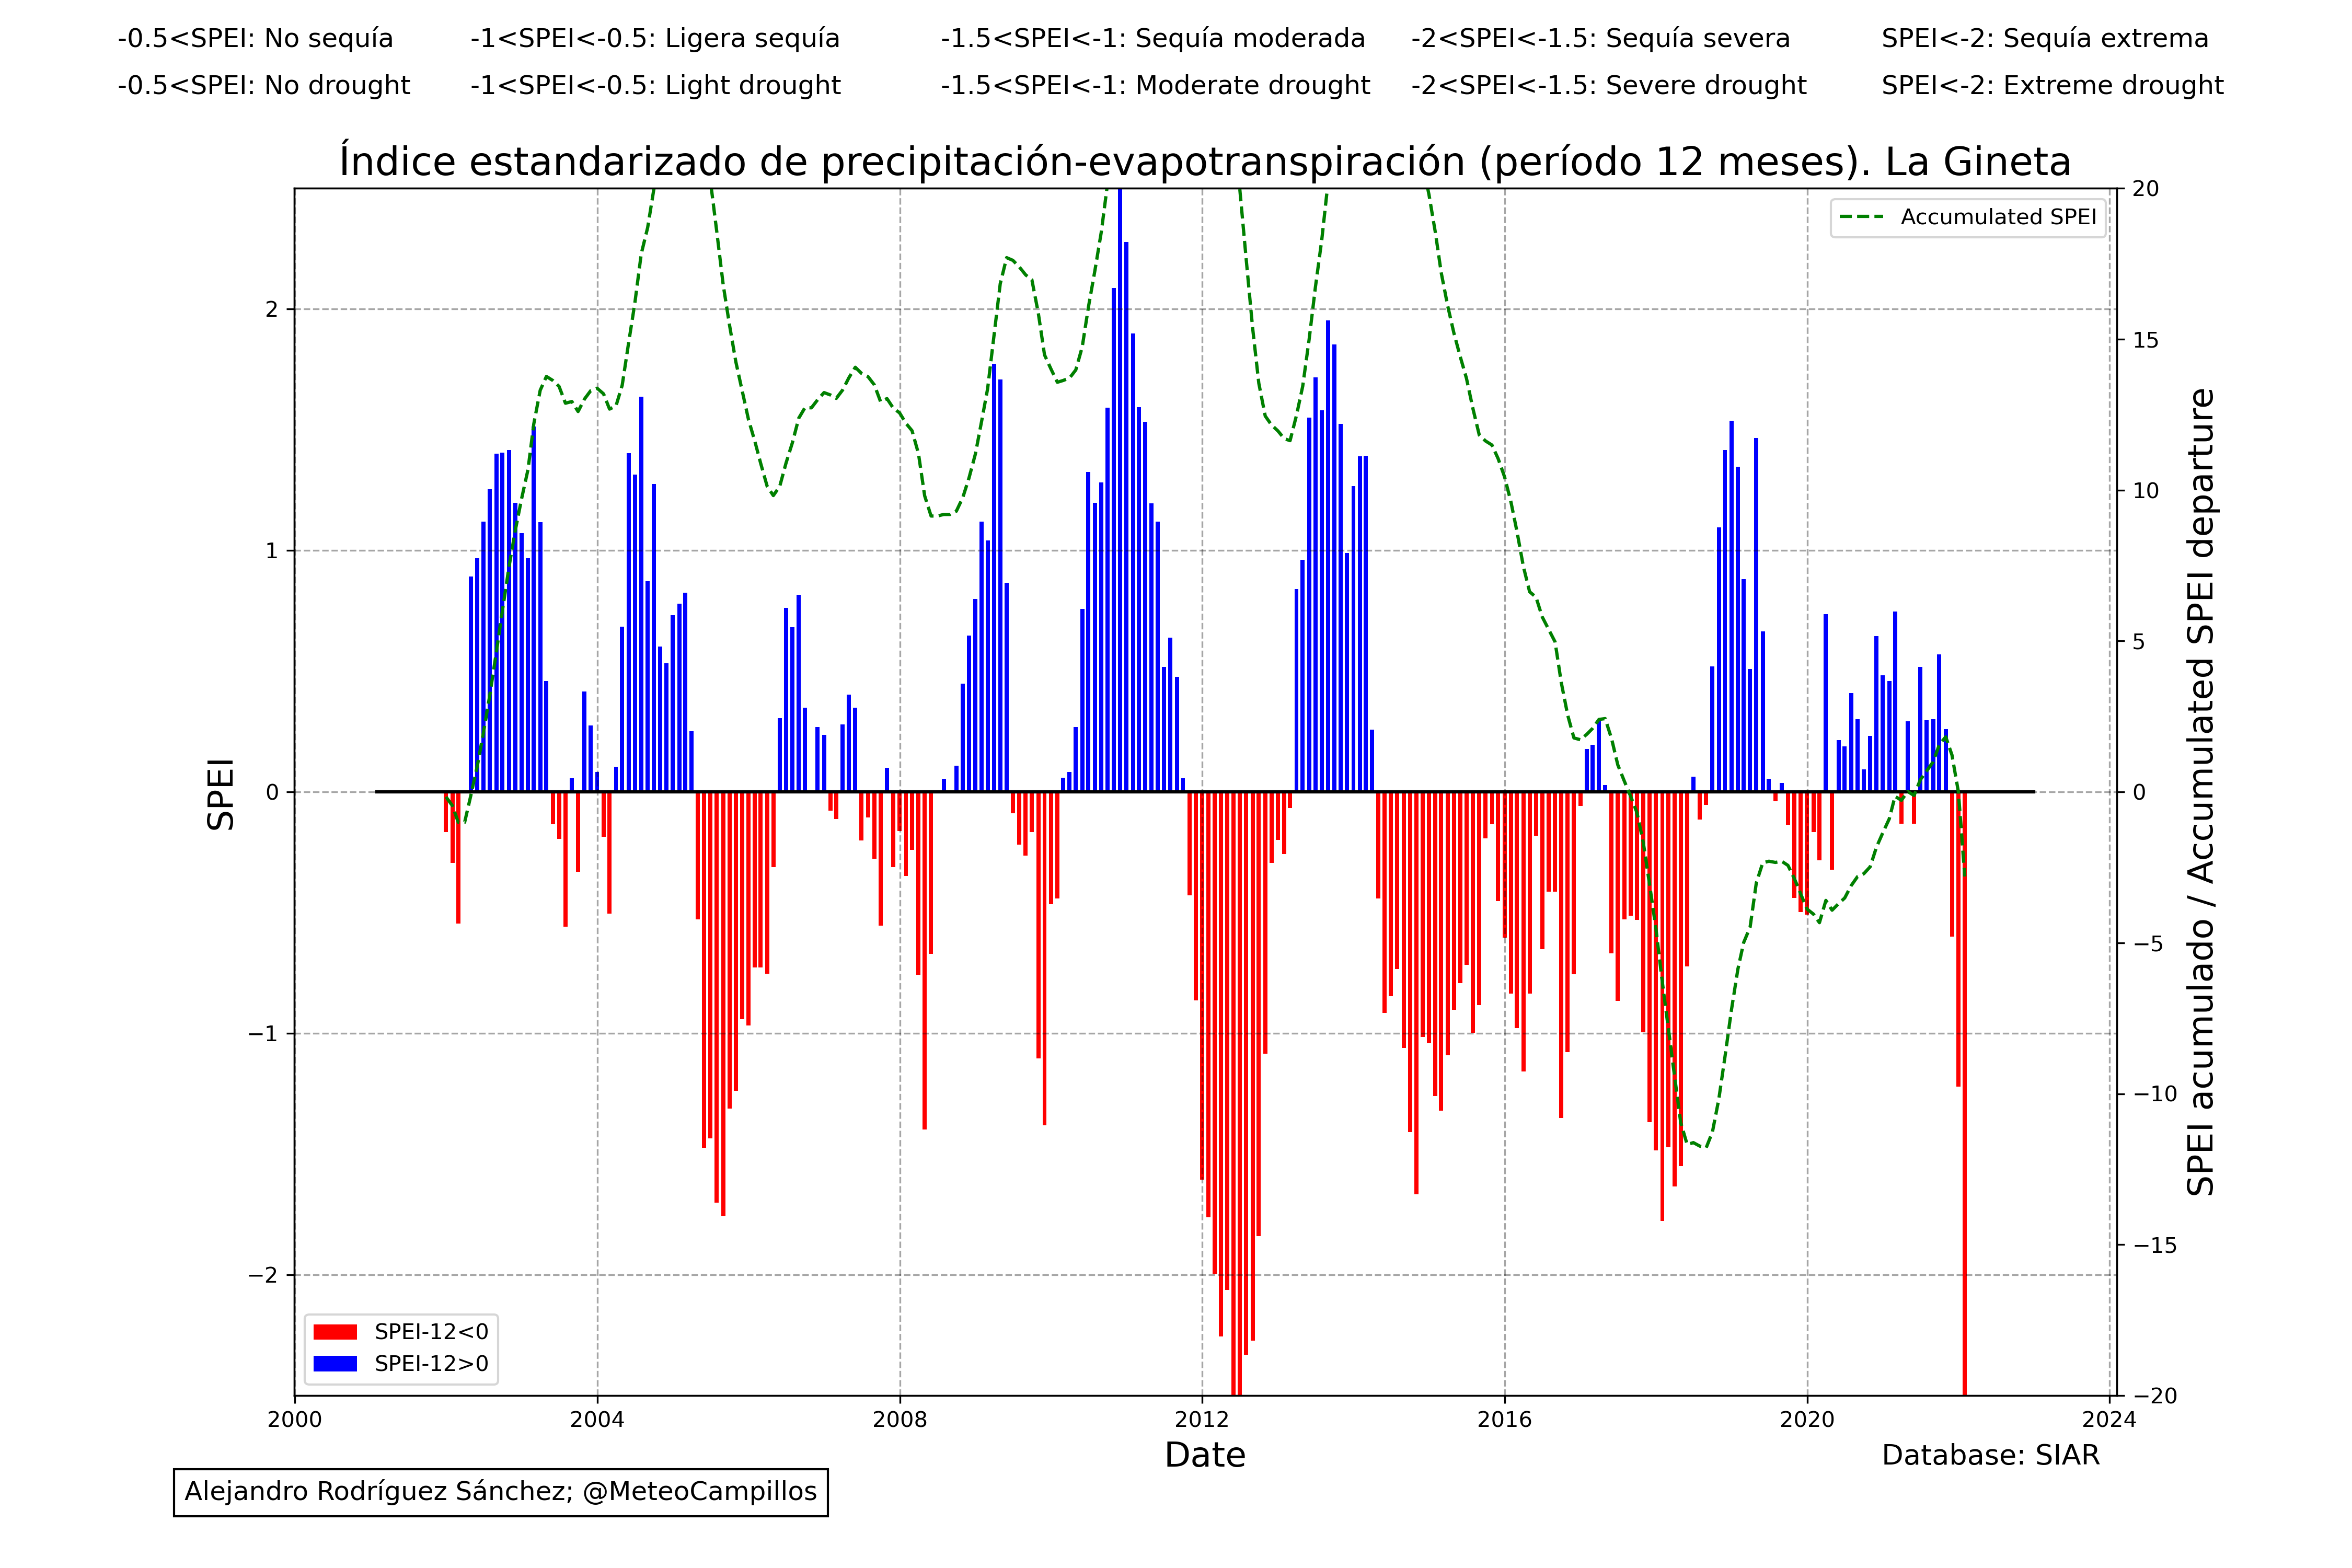 -0.5<SPEI: No sequía -1<SPEI<-0.5: Ligera sequía -1.5<SPEI<-1: Sequía moderada -2<SPEI<-1.5: Sequía severa SPEI<-2: Sequía extrema
-0.5<SPEI: No drought -1<SPEI<-0.5: Light drought -1.5<SPEI<-1: Moderate drought -2<SPEI<-1.5: Severe drought SPEI<-2: Extreme drought
Índice estandarizado de precipitación-evapotranspiración (período 12 meses). La Gineta
Accumulated SPEI
SPEI
2
1
0
−1
−2
20
15
10
5
0
−5
−10
−15
−20
SPEI acumulado / Accumulated SPEI departure
SPEI-12<0
SPEI-12>0
2000 2004 2008 2012 2016 2020 2024
Date
Database: SIAR
Alejandro Rodríguez Sánchez; @MeteoCampillos